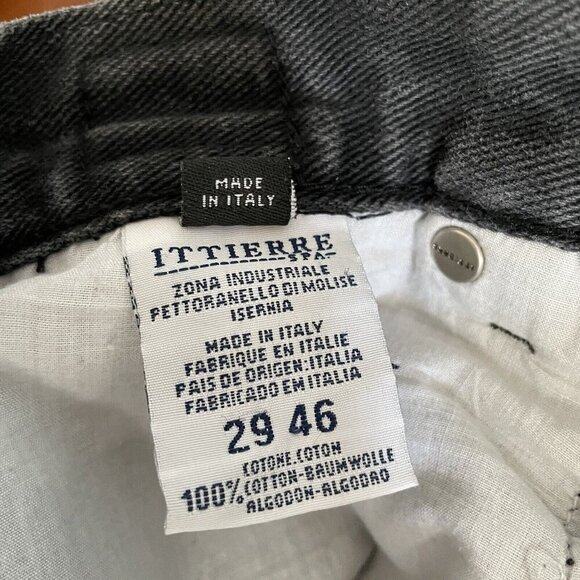 MADE
IN ITALY
ITTIERRE
SPA
ZONA INDUSTRIALE
PETTORANELLO DI MOLISE
ISERNIA
MADE IN ITALY
FABRIQUE EN ITALIE
PAIS DE ORIGEN:ITALIA
FABRICADO EM ITALIA
29 46
COTONE.COTON
100% COTTON-BAUMWOLLE
ALGODON-ALGODAO